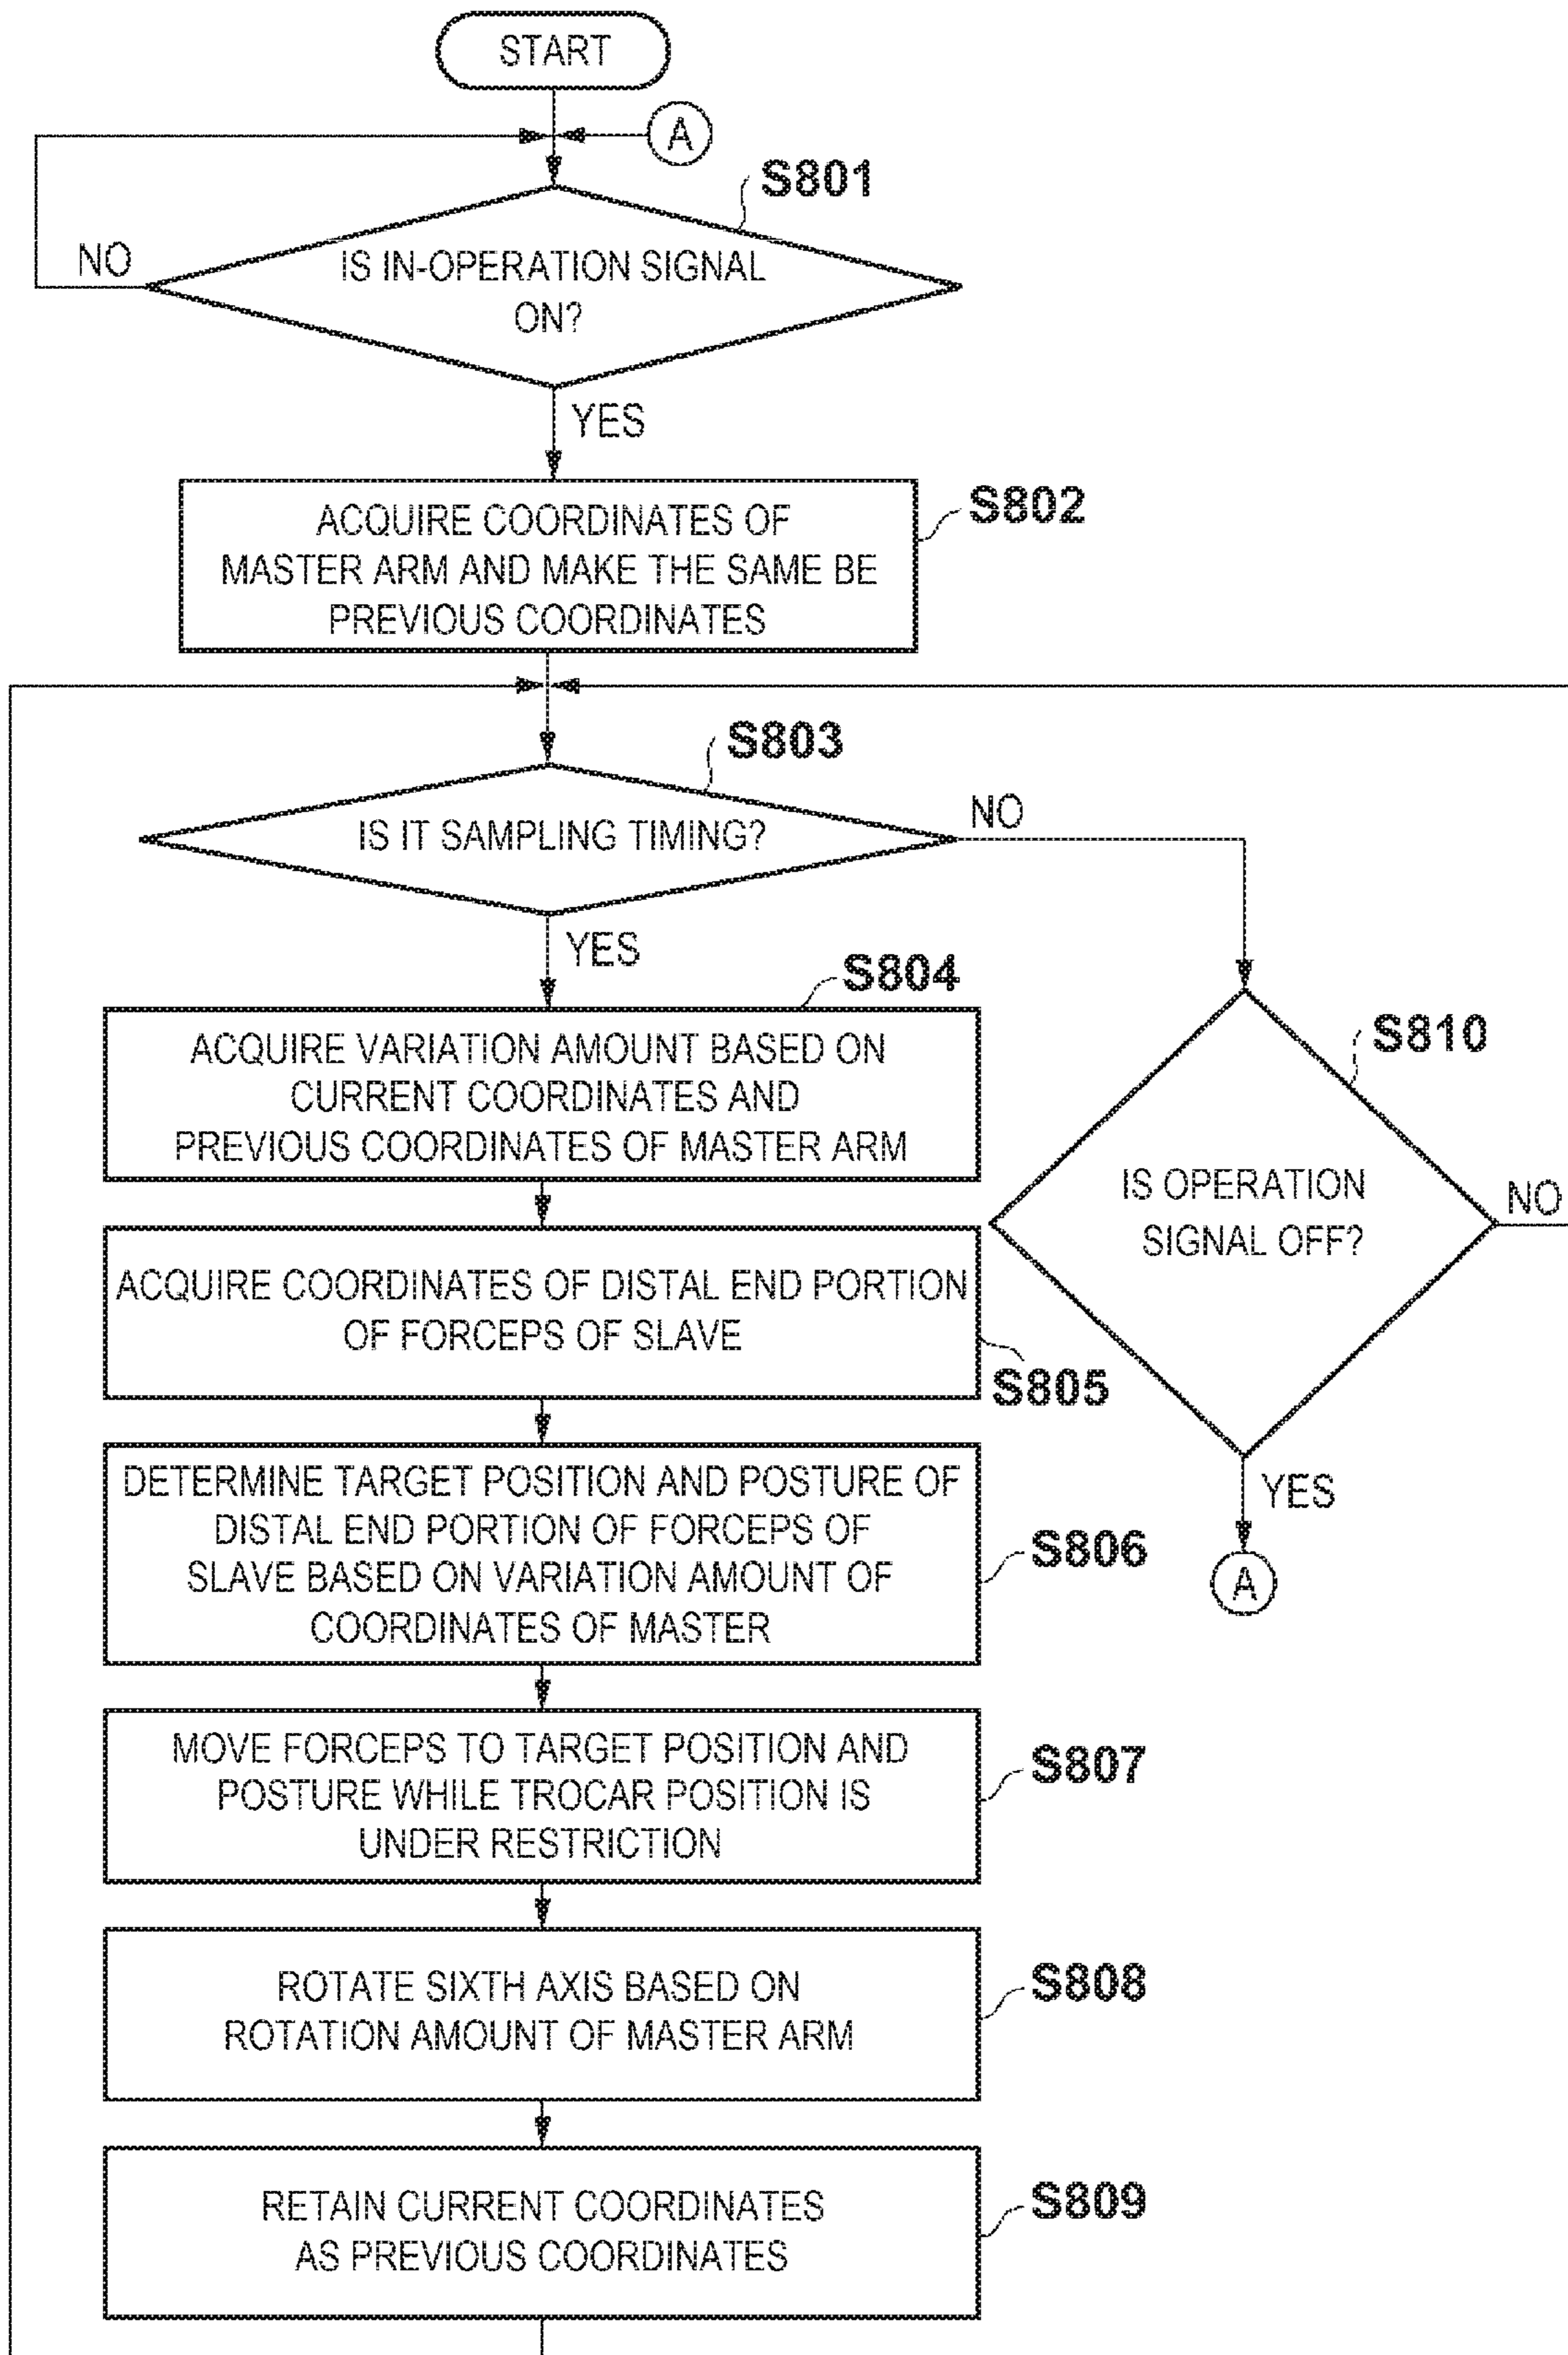 START
A
S801
NO
IS IN-OPERATION SIGNAL
ON?
YES
S802
ACQUIRE COORDINATES OF
MASTER ARM AND MAKE THE SAME BE
PREVIOUS COORDINATES
S803
NO
IS IT SAMPLING TIMING?
YES
S804
ACQUIRE VARIATION AMOUNT BASED ON
CURRENT COORDINATES AND
PREVIOUS COORDINATES OF MASTER ARM
S810
IS OPERATION
SIGNAL OFF?
NO
ACQUIRE COORDINATES OF DISTAL END PORTION
OF FORCEPS OF SLAVE
S805
YES
A
DETERMINE TARGET POSITION AND POSTURE OF
DISTAL END PORTION OF FORCEPS OF
SLAVE BASED ON VARIATION AMOUNT OF
COORDINATES OF MASTER
S806
MOVE FORCEPS TO TARGET POSITION AND
POSTURE WHILE TROCAR POSITION IS
UNDER RESTRICTION
S807
ROTATE SIXTH AXIS BASED ON
ROTATION AMOUNT OF MASTER ARM
S808
RETAIN CURRENT COORDINATES
AS PREVIOUS COORDINATES
S809